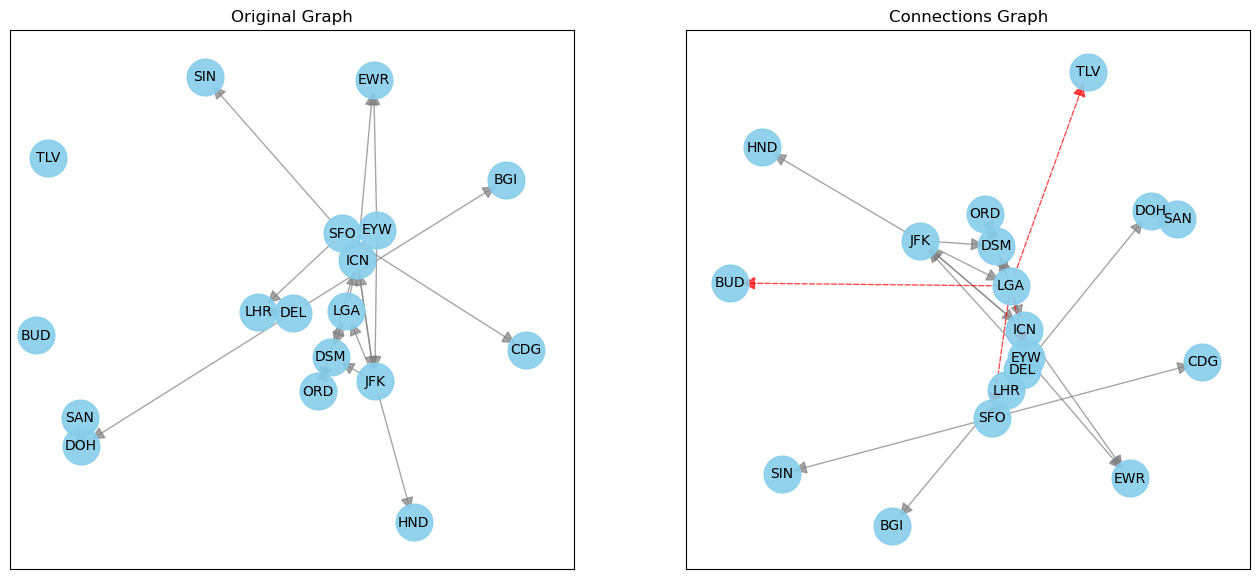 Original Graph
SIN
EWR
TLV
BGI
SFO
EYW
ICN
LHR
DEL
LGA
BUD
DSM
CDG
ORD
JFK
SAN
DOH
HND
Connections Graph
TLV
HND
ORD
DOH
SAN
JFK
DSM
BUD
LGA
ICN
EYW
CDG
DEL
LHR
SFO
SIN
EWR
BGI